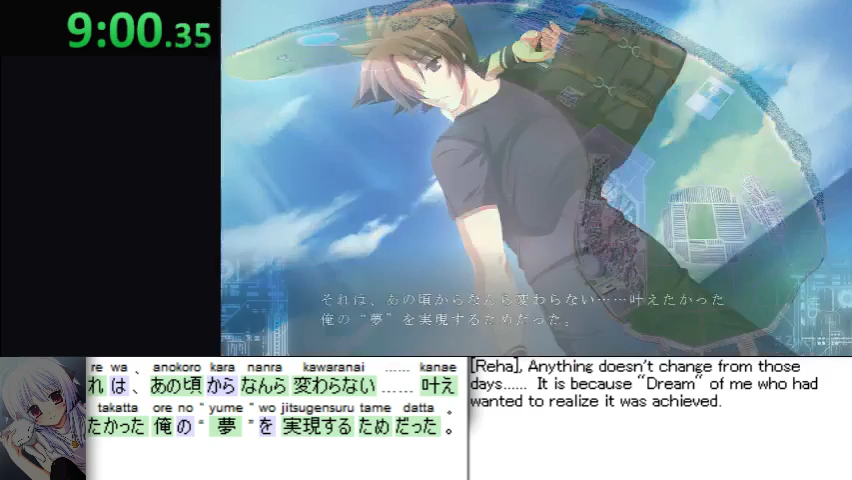 9:00.35
それは、あの頃からなんら変わらない……叶えたかった
俺の“夢”を実現するためだった。
re wa 、 anokoro kara nanra kawaranai ...... kanae
れ は 、 あの頃 から なんら 変わらない …… 叶え
takatta ore no “ yume ” wo jitsugensuru tame datta 。
たかった 俺 の “ 夢 ” を 実現する ため だった 。
[Reha], Anything doesn't change from those
days...... It is because "Dream" of me who had
wanted to realize it was achieved.